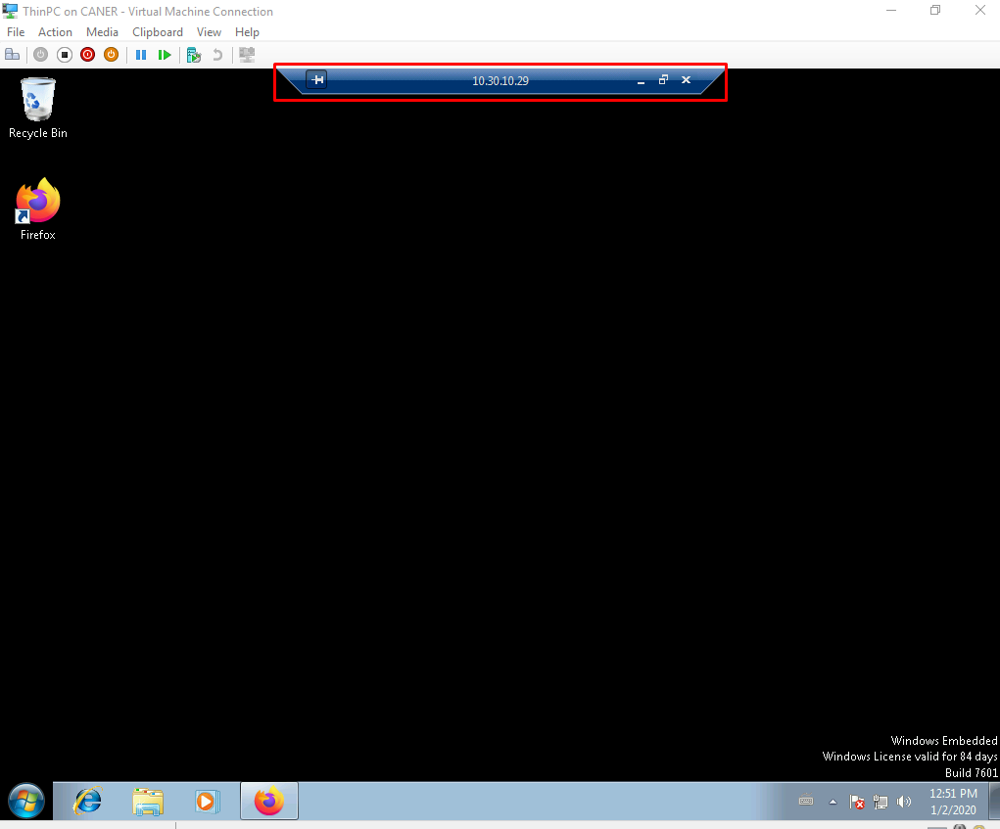 ThinPC on CANER - Virtual Machine Connection
File Action Media Clipboard View Help
10.30.10.29
Recycle Bin
Firefox
Windows Embedded
Windows License valid for 84 days
Build 7601
12:51 PM
1/2/2020